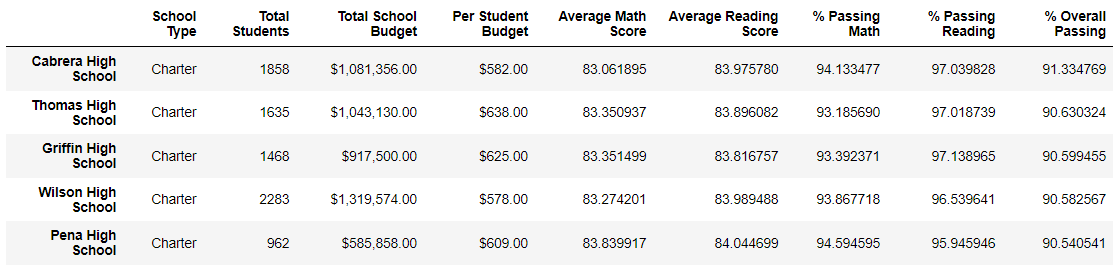 School Type Total Students Total School Budget Per Student Budget Average Math Score Average Reading Score % Passing Math % Passing Reading % Overall Passing
Cabrera High School Charter 1858 $1,081,356.00 $582.00 83.061895 83.975780 94.133477 97.039828 91.334769
Thomas High School Charter 1635 $1,043,130.00 $638.00 83.350937 83.896082 93.185690 97.018739 90.630324
Griffin High School Charter 1468 $917,500.00 $625.00 83.351499 83.816757 93.392371 97.138965 90.599455
Wilson High School Charter 2283 $1,319,574.00 $578.00 83.274201 83.989488 93.867718 96.539641 90.582567
Pena High School Charter 962 $585,858.00 $609.00 83.839917 84.044699 94.594595 95.945946 90.540541